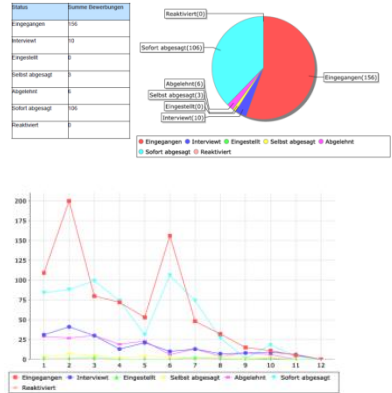 Status Summe Bewerbungen
Eingegangen 156
Interviewt 10
Eingestellt 0
Selbst abgesagt 3
Abgelehnt 6
Sofort abgesagt 106
Reaktiviert 0
Reaktiviert(0)
Sofort abgesagt(106)
Eingegangen(156)
Abgelehnt(6)
Selbst abgesagt(3)
Eingestellt(0)
Interviewt(10)
Eingegangen Interviewt Eingestellt Selbst abgesagt Abgelehnt
Sofort abgesagt Reaktiviert
200
175
150
125
100
75
50
25
0
1 2 3 4 5 6 7 8 9 10 11 12
Eingegangen Interviewt Eingestellt Selbst abgesagt Abgelehnt Sofort abgesagt
Reaktiviert